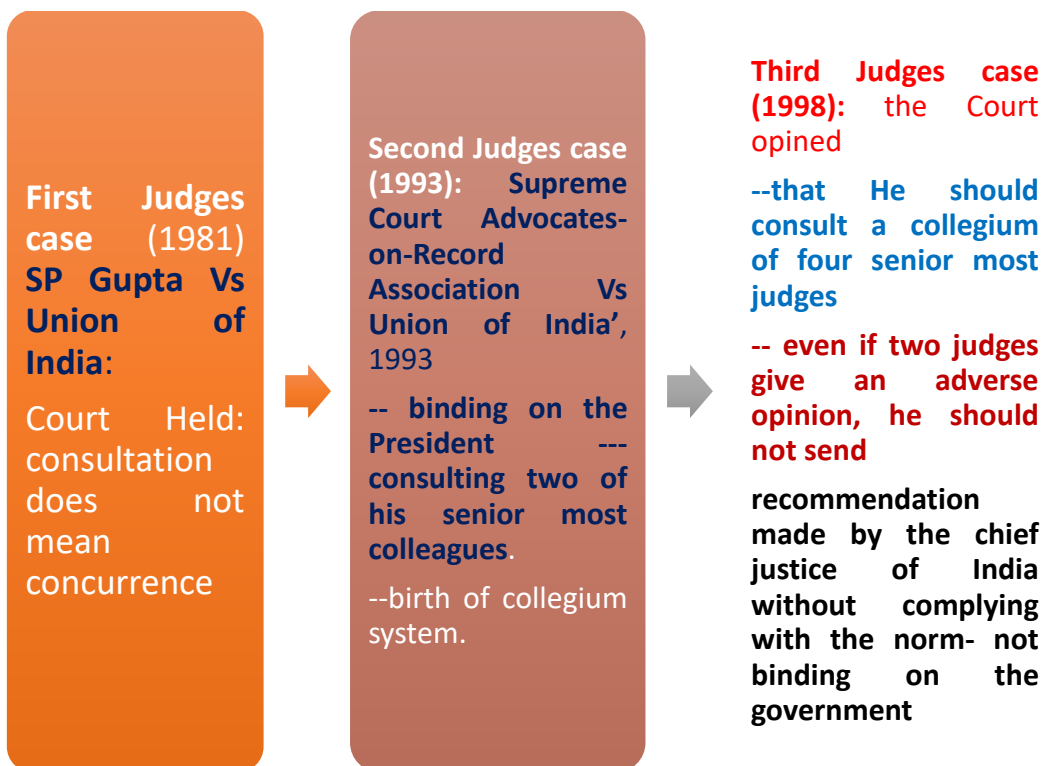 First Judges
case (1981)
SP Gupta Vs
Union of
India:
Court Held:
consultation
does not
mean
concurrence
Second Judges case
(1993): Supreme
Court Advocates-
on-Record
Association Vs
Union of India’,
1993
-- binding on the
President ---
consulting two of
his senior most
colleagues.
--birth of collegium
system.
Third Judges case
(1998): the Court
opined
--that He should
consult a collegium
of four senior most
judges
-- even if two judges
give an adverse
opinion, he should
not send
recommendation
made by the chief
justice of India
without complying
with the norm- not
binding on the
government